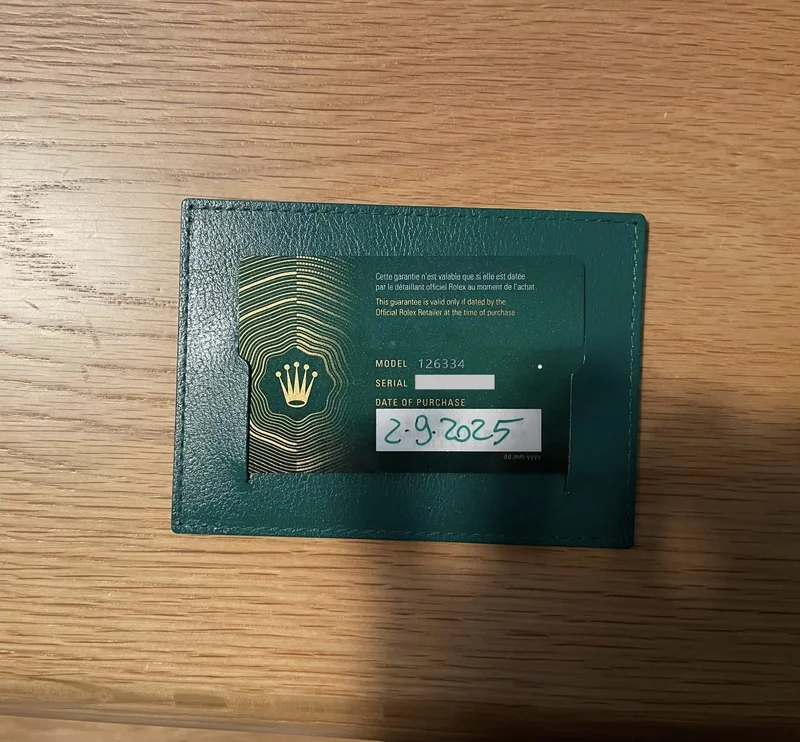 Cette garantie n'est valable que si elle est datée
par le détaillant officiel Rolex au moment de l'achat.
This guarantee is valid only if dated by the
Official Rolex Retailer at the time of purchase.
MODEL 126334
SERIAL
DATE OF PURCHASE
2.9.2025
dd mm yyyy